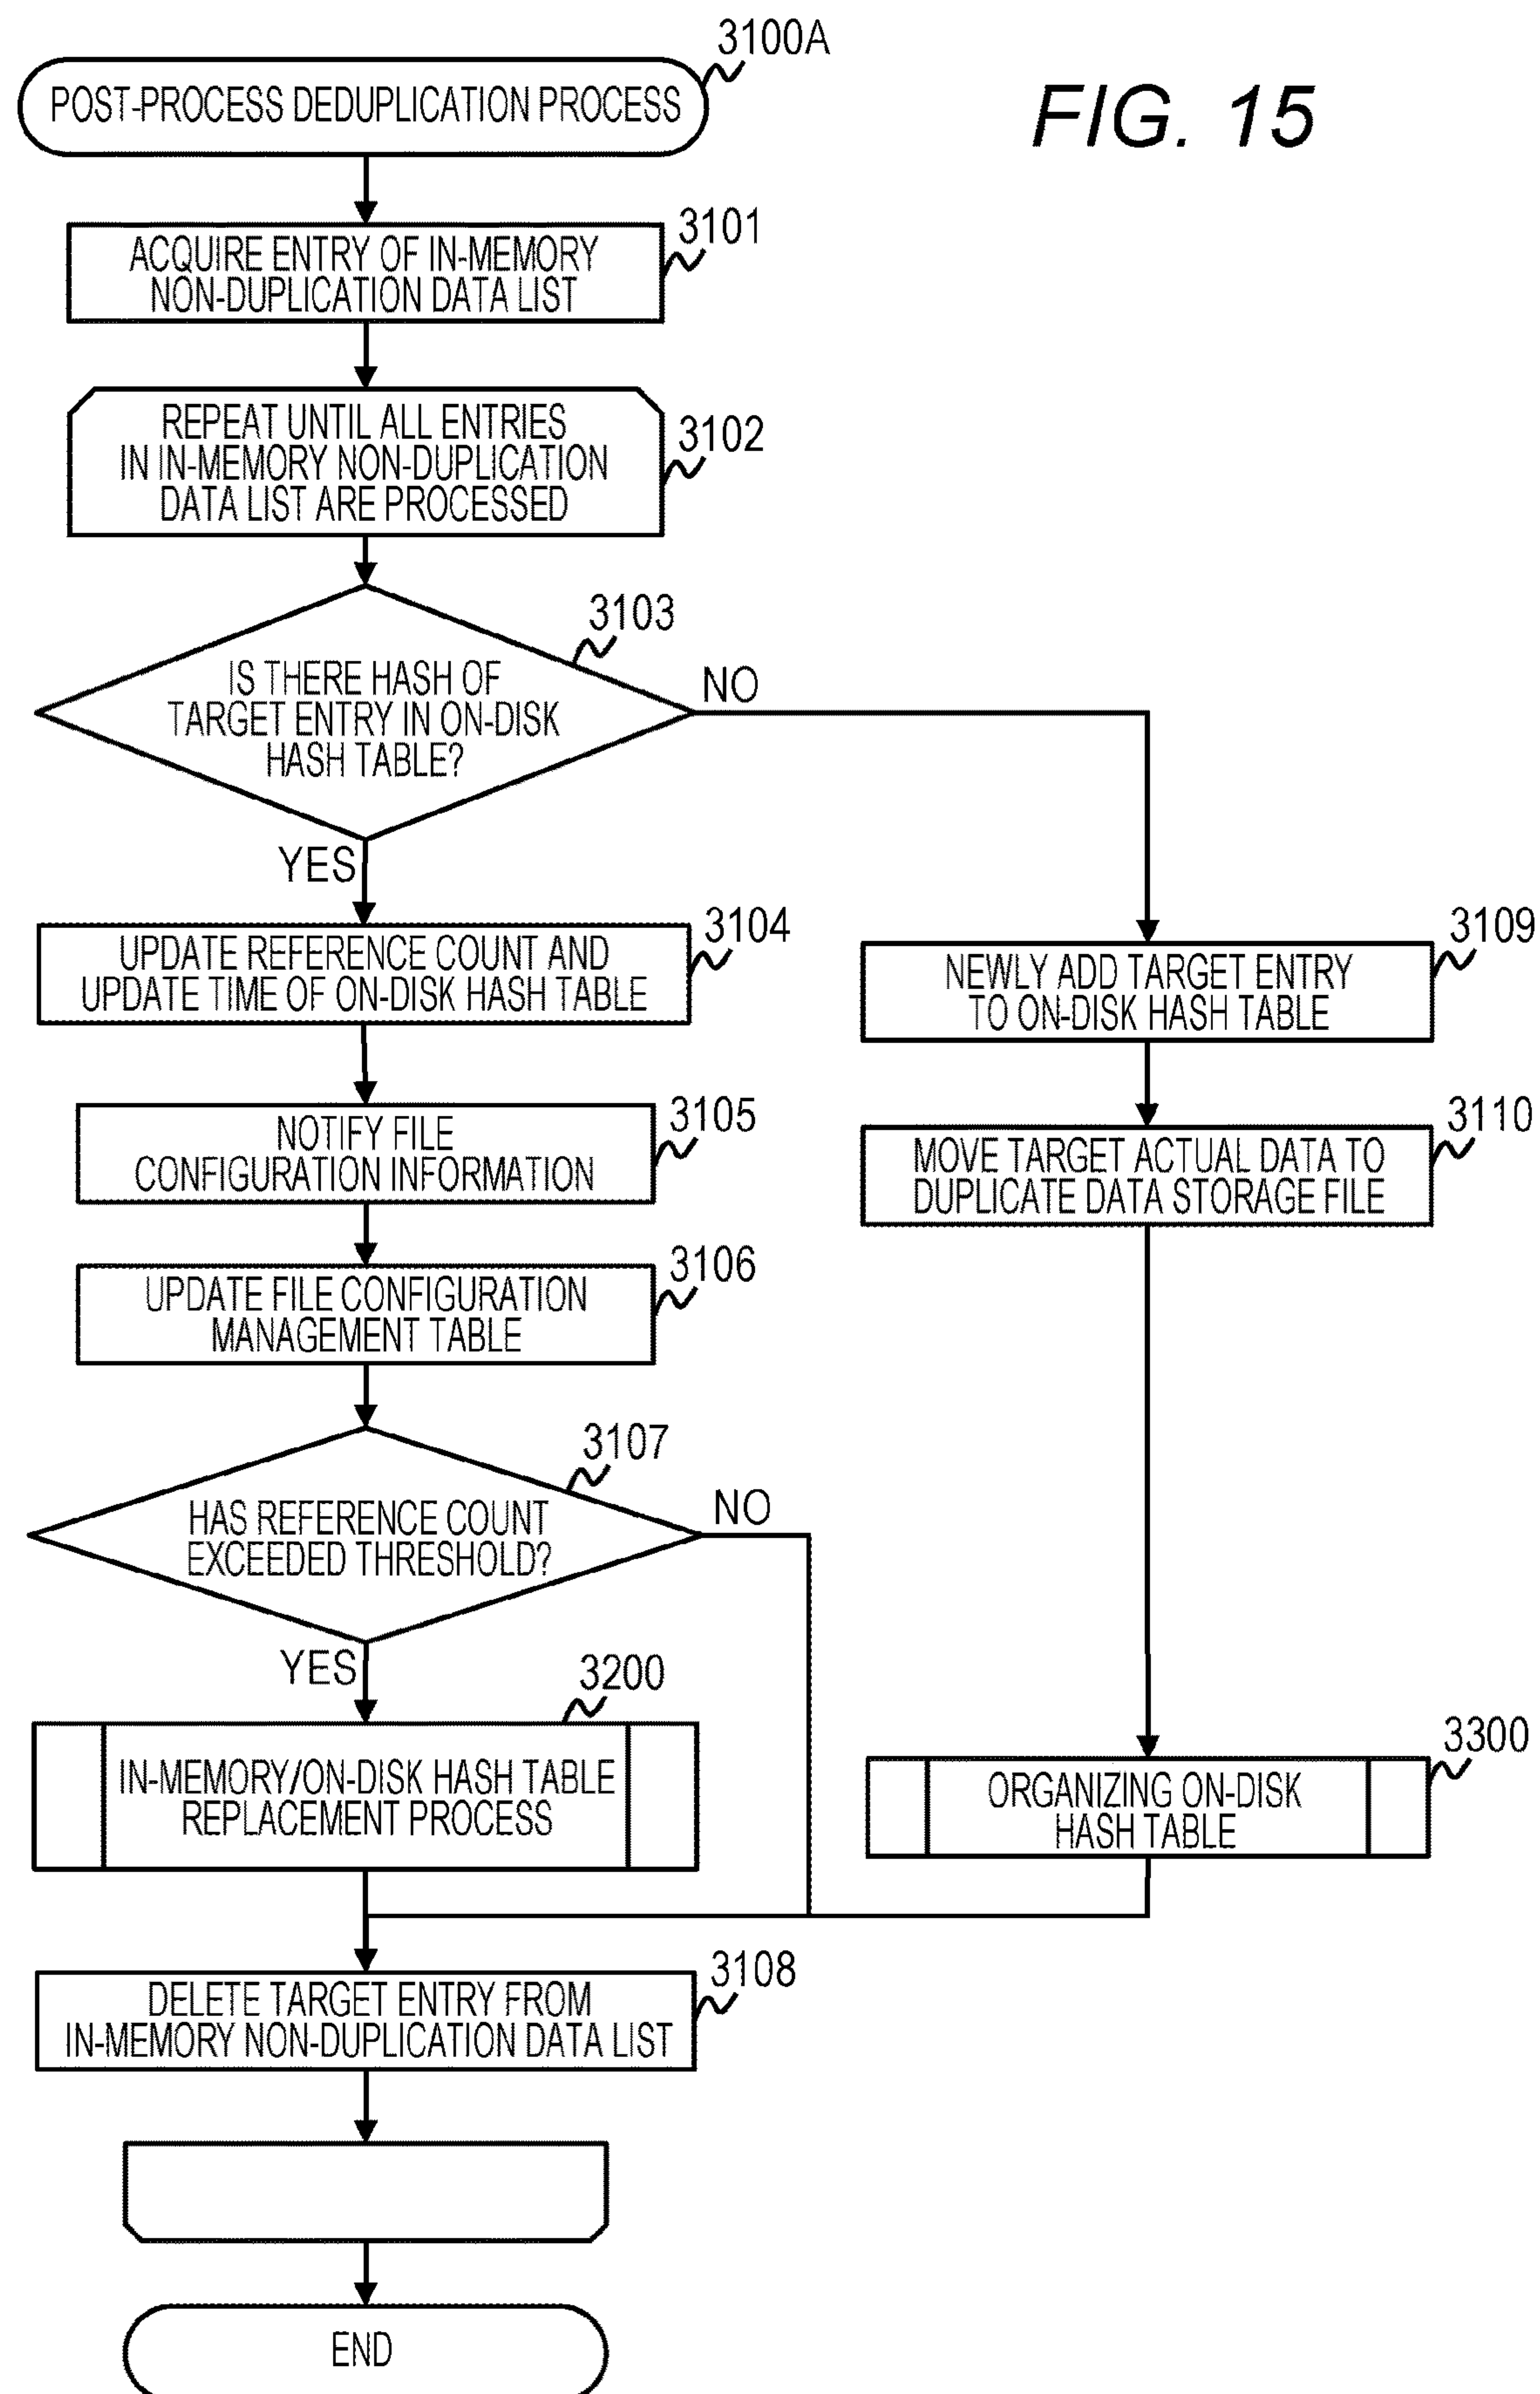 3100A
FIG. 15
POST-PROCESS DEDUPLICATION PROCESS
3101
ACQUIRE ENTRY OF IN-MEMORY
NON-DUPLICATION DATA LIST
3102
REPEAT UNTIL ALL ENTRIES
IN IN-MEMORY NON-DUPLICATION
DATA LIST ARE PROCESSED
3103
IS THERE HASH OF
TARGET ENTRY IN ON-DISK
HASH TABLE?
NO
YES
3104
UPDATE REFERENCE COUNT AND
UPDATE TIME OF ON-DISK HASH TABLE
3109
NEWLY ADD TARGET ENTRY
TO ON-DISK HASH TABLE
3105
NOTIFY FILE
CONFIGURATION INFORMATION
3110
MOVE TARGET ACTUAL DATA TO
DUPLICATE DATA STORAGE FILE
3106
UPDATE FILE CONFIGURATION
MANAGEMENT TABLE
3107
HAS REFERENCE COUNT
EXCEEDED THRESHOLD?
NO
YES
3200
IN-MEMORY/ON-DISK HASH TABLE
REPLACEMENT PROCESS
3300
ORGANIZING ON-DISK
HASH TABLE
3108
DELETE TARGET ENTRY FROM
IN-MEMORY NON-DUPLICATION DATA LIST
END